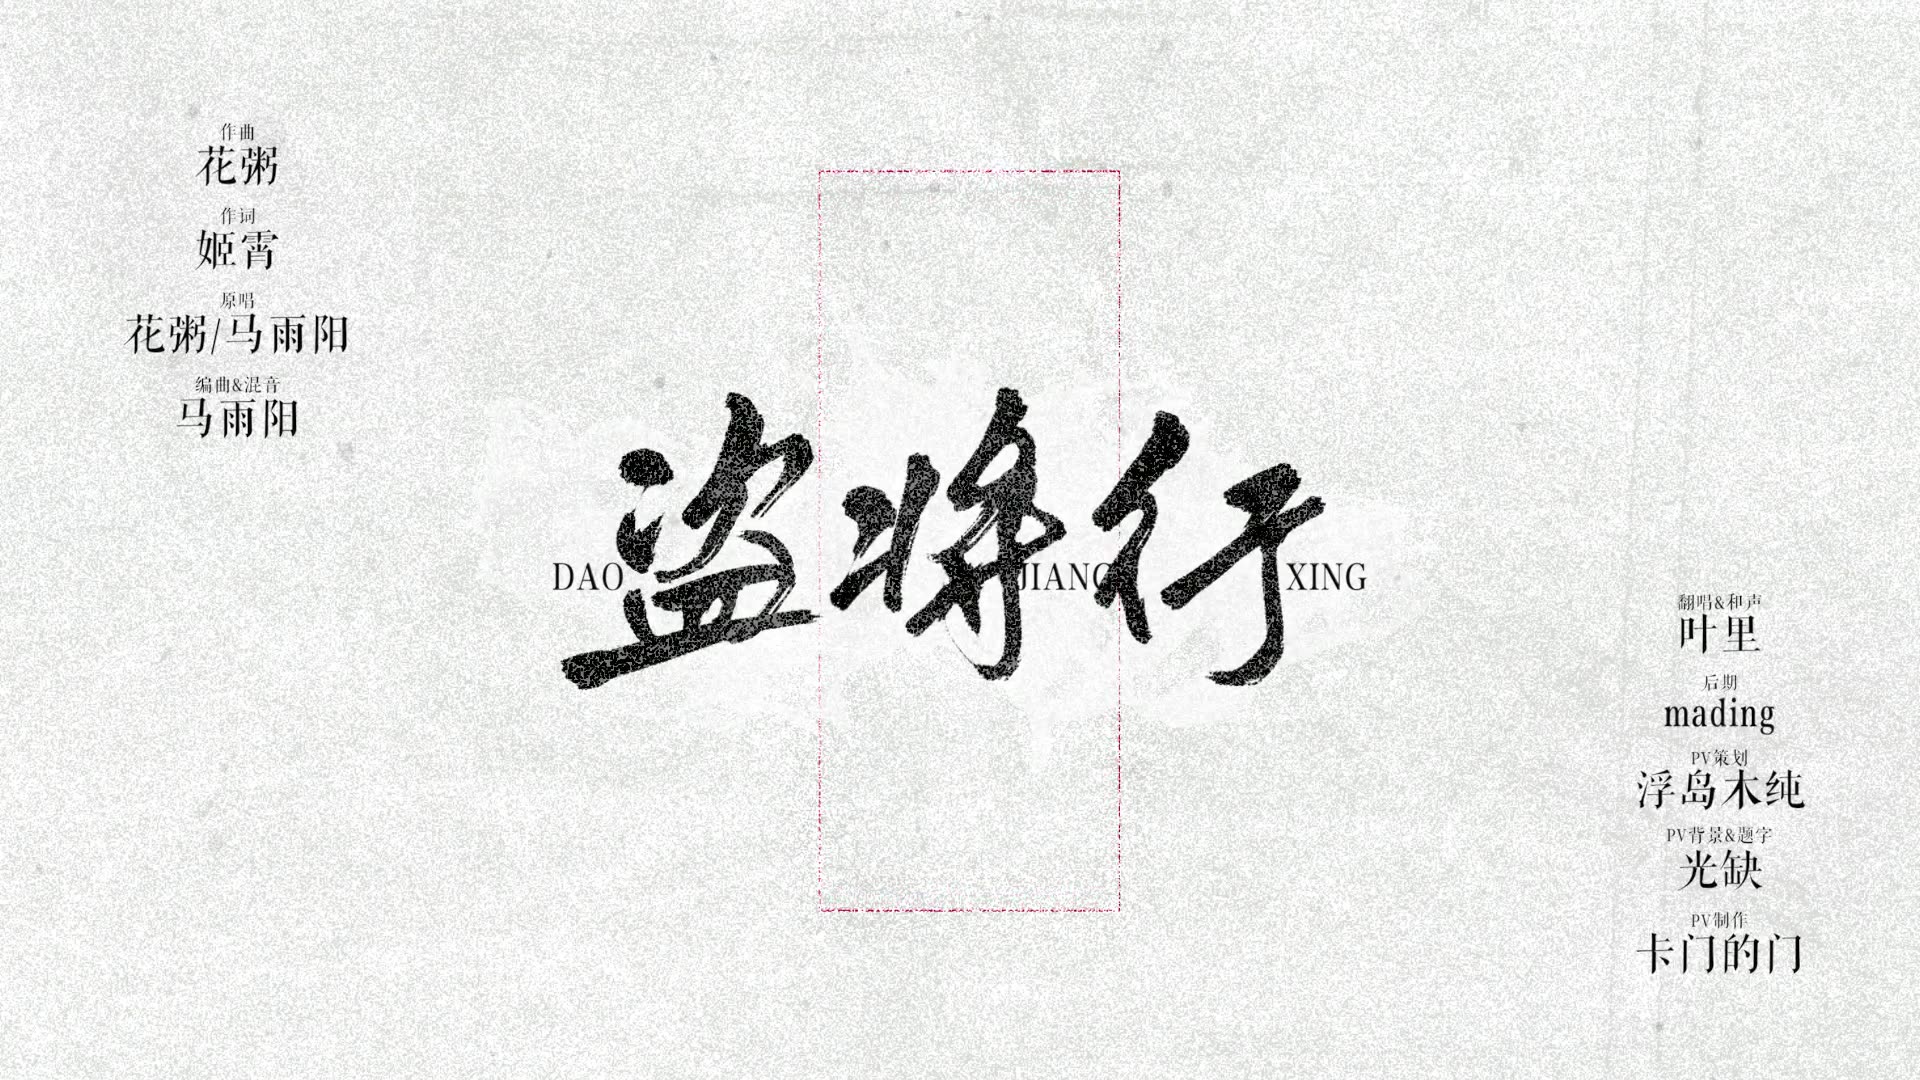 作曲
花粥
作词
姬霄
原唱
花粥/马雨阳
编曲&混音
马雨阳
盗将行
DAO JIANG XING
翻唱&和声
叶里
后期
mading
PV策划
浮岛木纯
PV背景&题字
光缺
PV制作
卡门的门